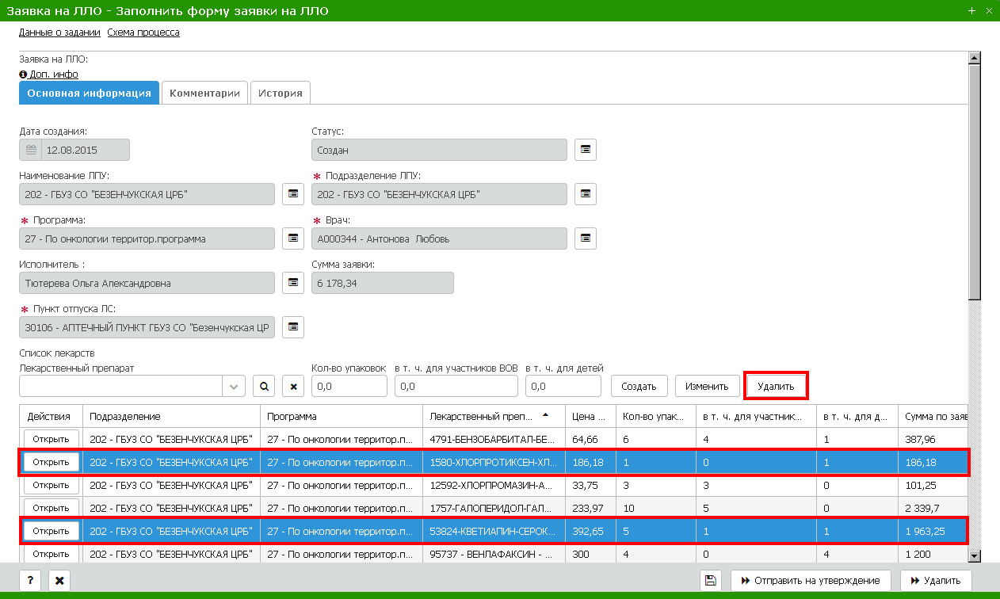 Заявка на ЛЛО - Заполнить форму заявки на ЛЛО
Данные о задании Схема процесса
Заявка на ЛЛО:
Доп. инфо
Основная информация Комментарии История
Дата создания: Статус:
12.08.2015 Создан
Наименование ЛПУ: * Подразделение ЛПУ:
202 - ГБУЗ СО "БЕЗЕНЧУКСКАЯ ЦРБ" 202 - ГБУЗ СО "БЕЗЕНЧУКСКАЯ ЦРБ"
* Программа: * Врач:
27 - По онкологии территор.программа А000344 - Антонова Любовь
Исполнитель : Сумма заявки:
Тютерева Ольга Александровна 6 178,34
* Пункт отпуска ЛС:
30106 - АПТЕЧНЫЙ ПУНКТ ГБУЗ СО "Безенчукская ЦР
Список лекарств
Лекарственный препарат Кол-во упаковок в т. ч. для участников ВОВ в т. ч. для детей
0,0 0,0 0,0 Создать Изменить Удалить
Действия Подразделение Программа Лекарственный преп... Цена ... Кол-во упак... в т. ч. для участник... в т. ч. для д... Сумма по заяв
Открыть 202 - ГБУЗ СО "БЕЗЕНЧУКСКАЯ ЦРБ" 27 - По онкологии территор.п... 4791-БЕНЗОБАРБИТАЛ-БЕ... 64,66 6 4 1 387,96
Открыть 202 - ГБУЗ СО "БЕЗЕНЧУКСКАЯ ЦРБ" 27 - По онкологии территор.п... 1580-ХЛОРПРОТИКСЕН-ХЛ... 186,18 1 0 1 186,18
Открыть 202 - ГБУЗ СО "БЕЗЕНЧУКСКАЯ ЦРБ" 27 - По онкологии территор.п... 12592-ХЛОРПРОМАЗИН-А... 33,75 3 3 0 101,25
Открыть 202 - ГБУЗ СО "БЕЗЕНЧУКСКАЯ ЦРБ" 27 - По онкологии территор.п... 1757-ГАЛОПЕРИДОЛ-ГАЛ... 233,97 10 5 0 2 339,7
Открыть 202 - ГБУЗ СО "БЕЗЕНЧУКСКАЯ ЦРБ" 27 - По онкологии территор.п... 53824-КВЕТИАПИН-СЕРОК... 392,65 5 1 1 1 963,25
Открыть 202 - ГБУЗ СО "БЕЗЕНЧУКСКАЯ ЦРБ" 27 - По онкологии территор.п... 95737 - ВЕНЛАФАКСИН - ... 300 4 0 4 1 200
? Отправить на утверждение Удалить